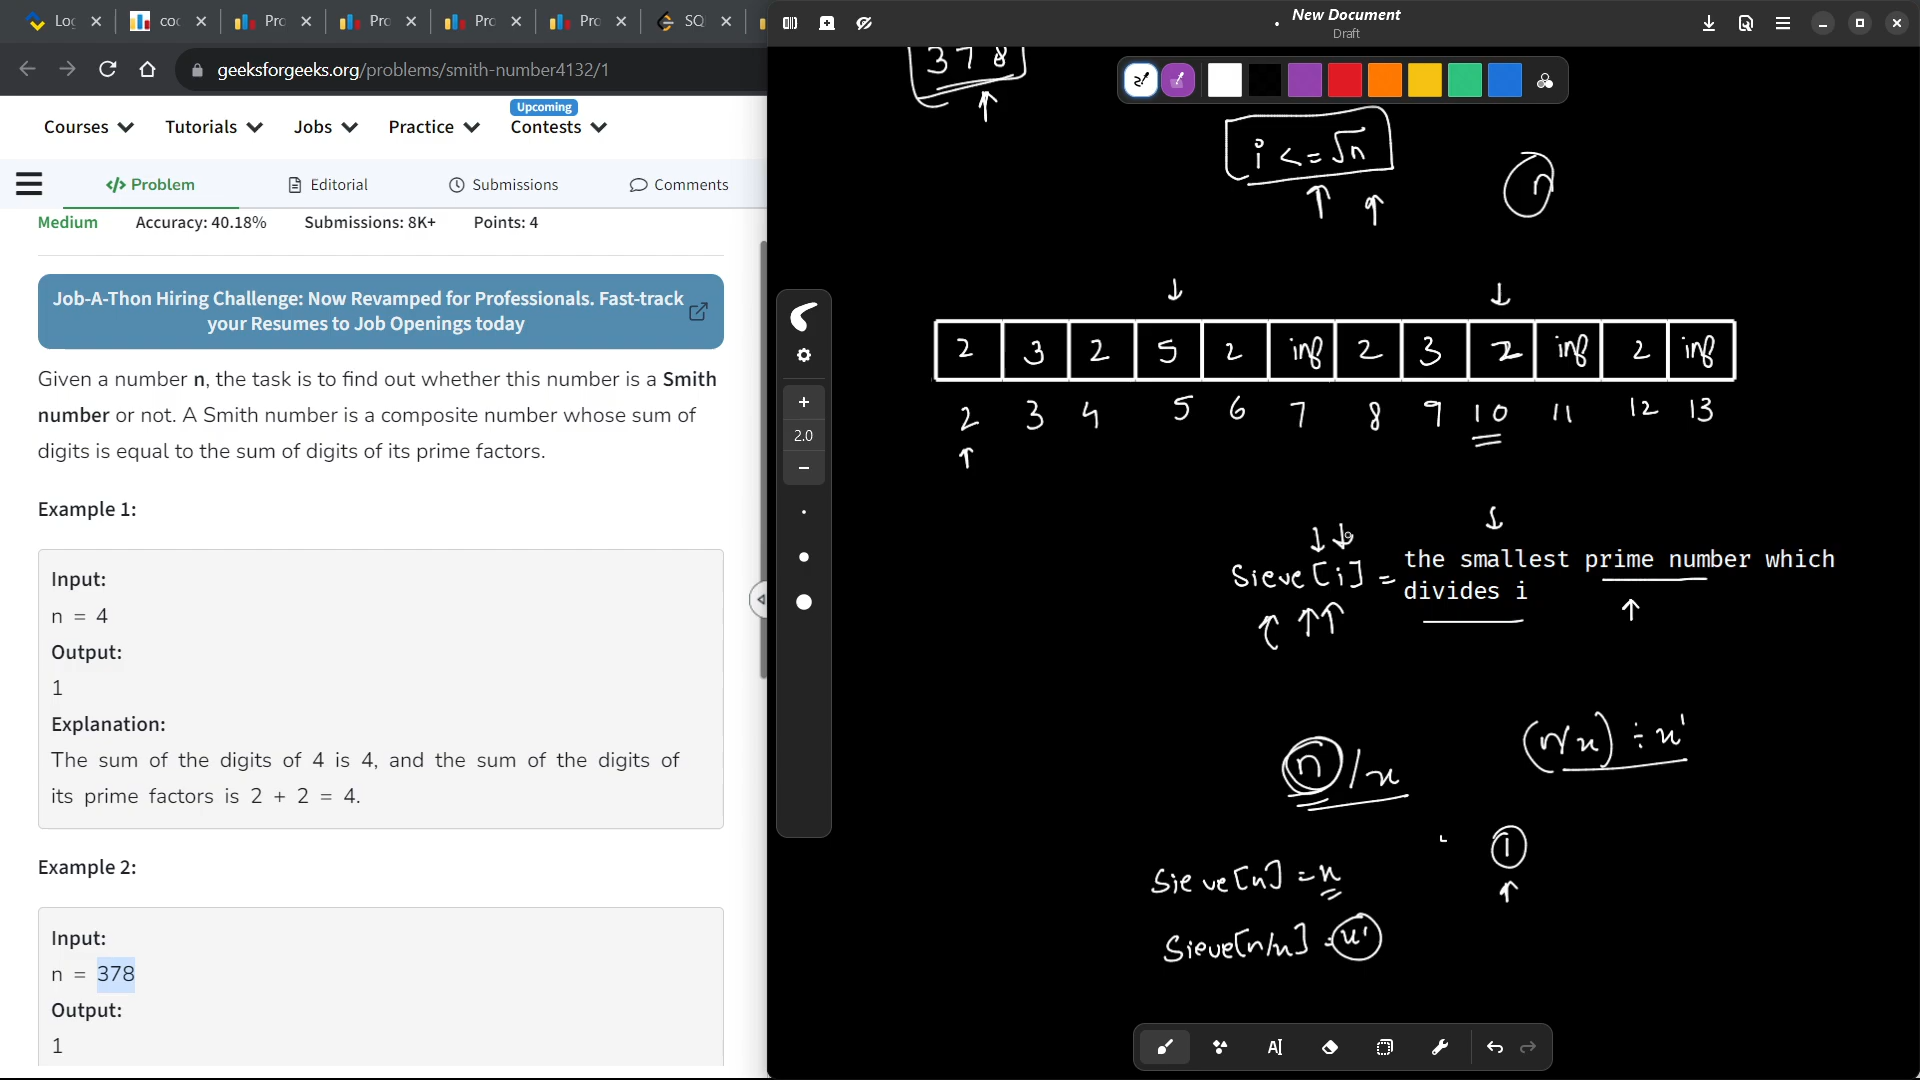 Lo
coc
Prc
Prc
Prc
Prc
SQ
New Document
Draft
geeksforgeeks.org/problems/smith-number4132/1
Upcoming
Courses
Tutorials
Jobs
Practice
Contests
Problem
Editorial
Submissions
Comments
Medium
Accuracy: 40.18%
Submissions: 8K+
Points: 4
Job-A-Thon Hiring Challenge: Now Revamped for Professionals. Fast-track
your Resumes to Job Openings today
Given a number n, the task is to find out whether this number is a Smith
number or not. A Smith number is a composite number whose sum of
digits is equal to the sum of digits of its prime factors.
Example 1:
Input:
n = 4
Output:
1
Explanation:
The sum of the digits of 4 is 4, and the sum of the digits of
its prime factors is 2 + 2 = 4.
Example 2:
Input:
n = 378
Output:
1
2.0
AI
378
i <= √n
n
2 3 2 5 2 inf 2 3 2 inf 2 inf
2 3 4 5 6 7 8 9 10 11 12 13
Sieve[i] = the smallest prime number which
divides i
n/x
(n/x) ÷ x'
1
Sieve[n] = x
Sieve[n/x] = x'